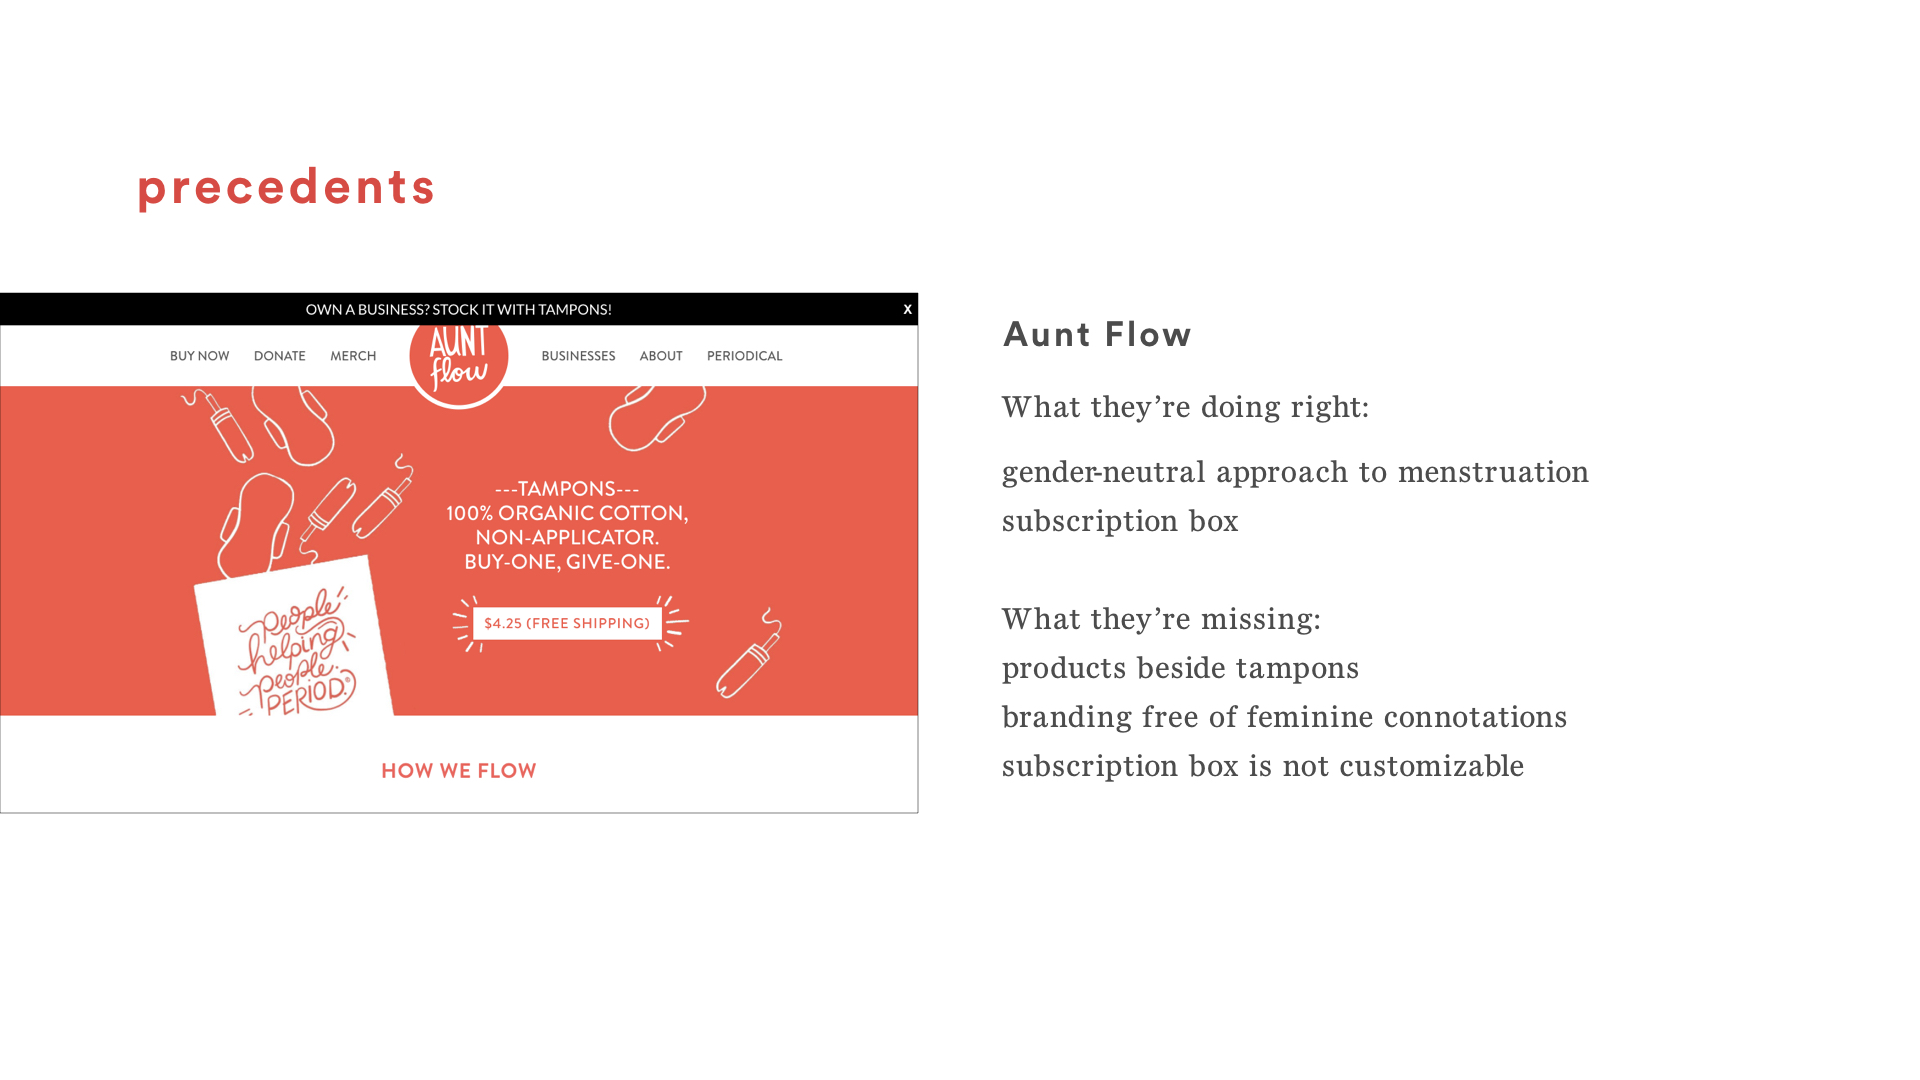 precedents
OWN A BUSINESS? STOCK IT WITH TAMPONS!
X
BUY NOW
DONATE
MERCH
AUNT
flow
BUSINESSES
ABOUT
PERIODICAL
---TAMPONS---
100% ORGANIC COTTON,
NON-APPLICATOR.
BUY-ONE, GIVE-ONE.
$4.25 (FREE SHIPPING)
people
helping
people.
PERIOD.®
HOW WE FLOW
Aunt Flow
What they’re doing right:
gender-neutral approach to menstruation
subscription box
What they’re missing:
products beside tampons
branding free of feminine connotations
subscription box is not customizable